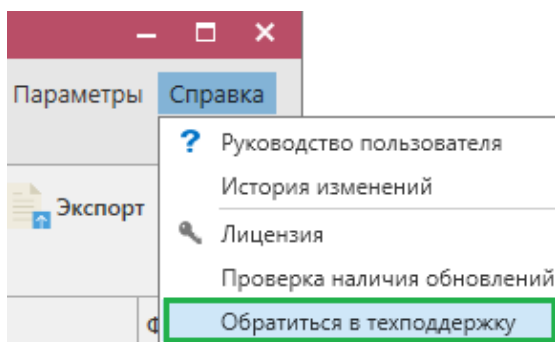 Параметры Справка
Руководство пользователя
Экспорт
История изменений
Лицензия
Проверка наличия обновлений
Обратиться в техподдержку